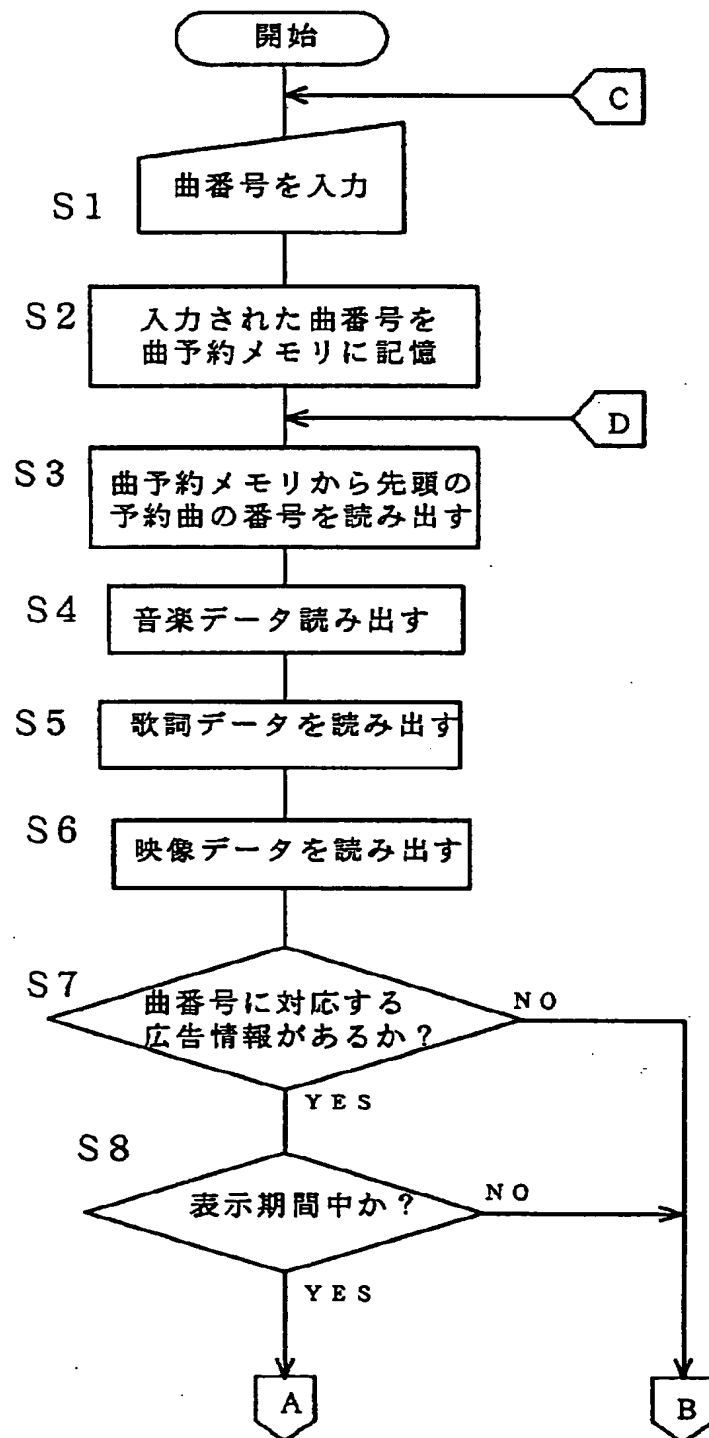 開始
C
S1
曲番号を入力
S2
入力された曲番号を
曲予約メモリに記憶
D
S3
曲予約メモリから先頭の
予約曲の番号を読み出す
S4
音楽データ読み出す
S5
歌詞データを読み出す
S6
映像データを読み出す
S7
曲番号に対応する
広告情報があるか?
NO
YES
S8
表示期間中か?
NO
YES
A
B